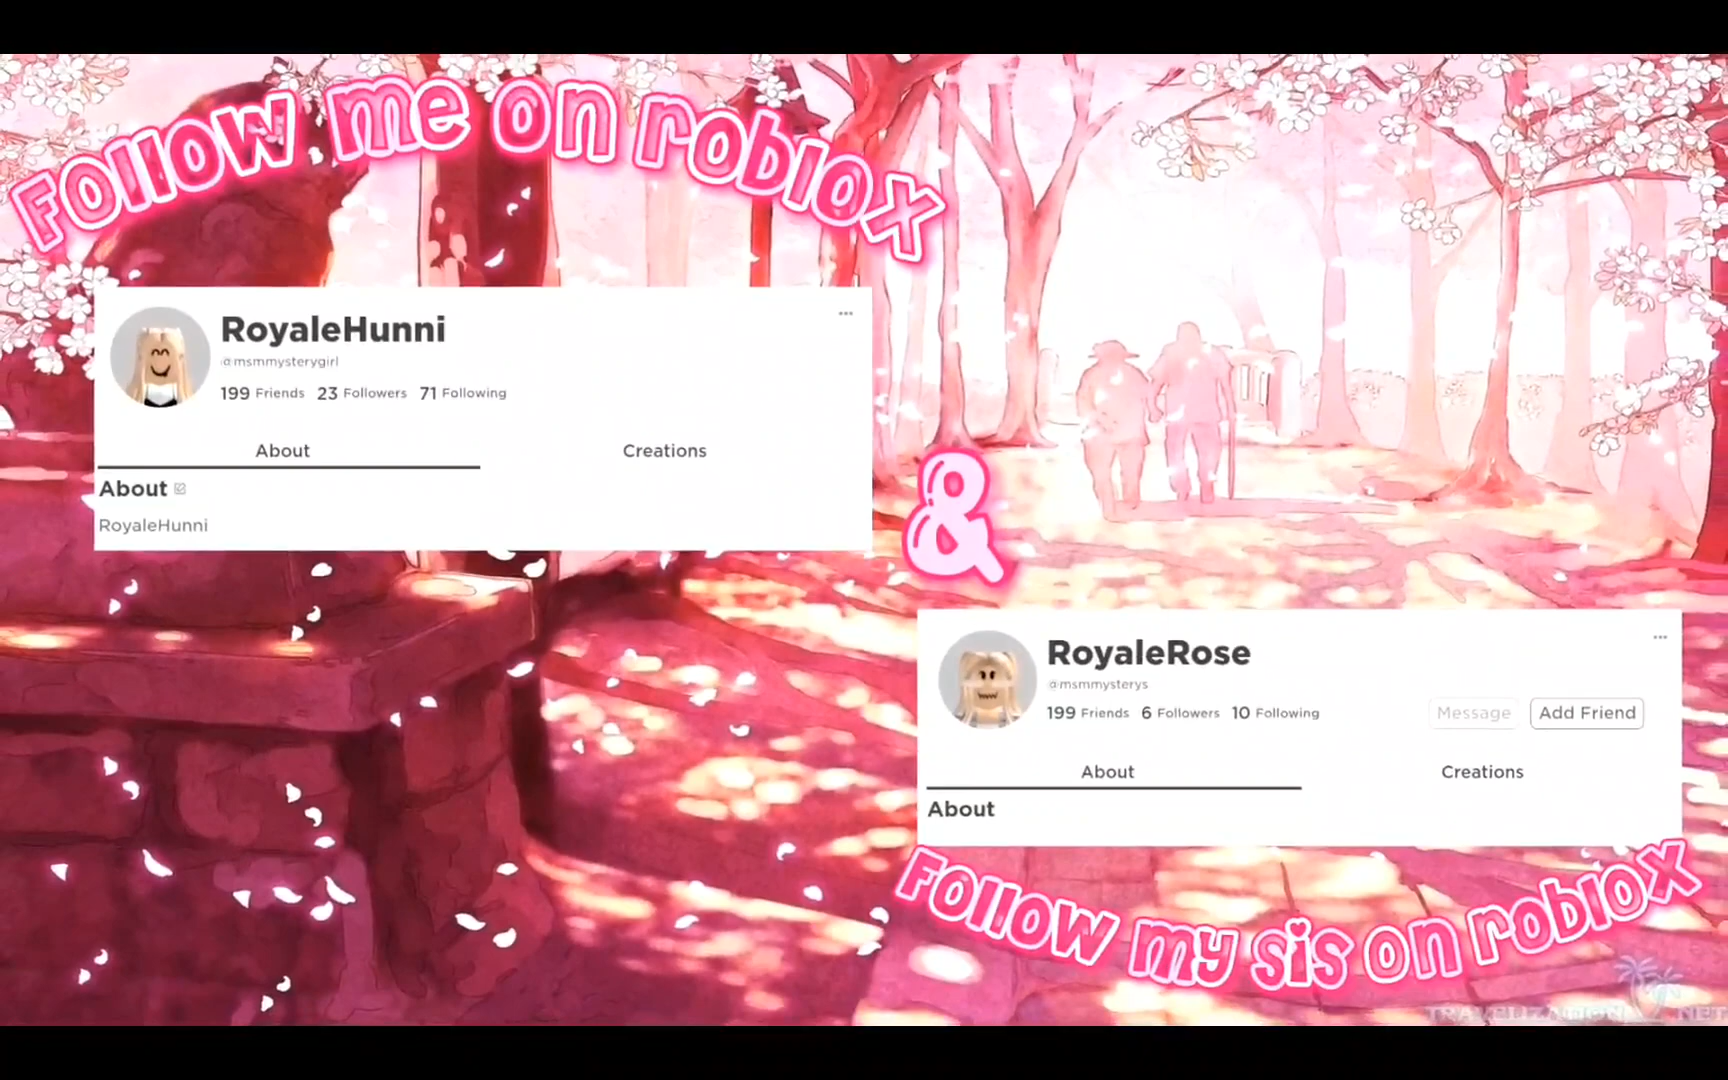 Follow me on roblox
RoyaleHunni
@msmmysterygirl
199 Friends 23 Followers 71 Following
About Creations
About
RoyaleHunni
&
RoyaleRose
@msmmysterys
199 Friends 6 Followers 10 Following
Message Add Friend
About Creations
About
Follow my sis on roblox